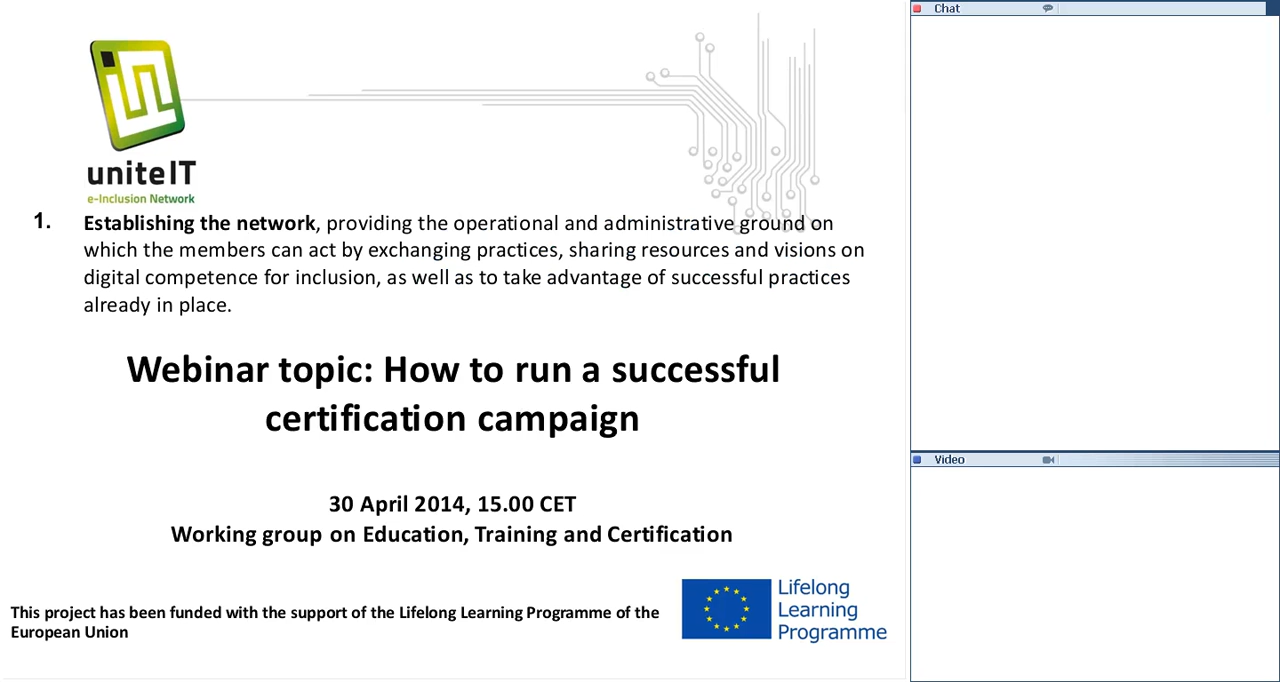 uniteIT
e-Inclusion Network
1. Establishing the network, providing the operational and administrative ground on
which the members can act by exchanging practices, sharing resources and visions on
digital competence for inclusion, as well as to take advantage of successful practices
already in place.
Webinar topic: How to run a successful
certification campaign
30 April 2014, 15.00 CET
Working group on Education, Training and Certification
This project has been funded with the support of the Lifelong Learning Programme of the
European Union
Lifelong
Learning
Programme
Chat
Video